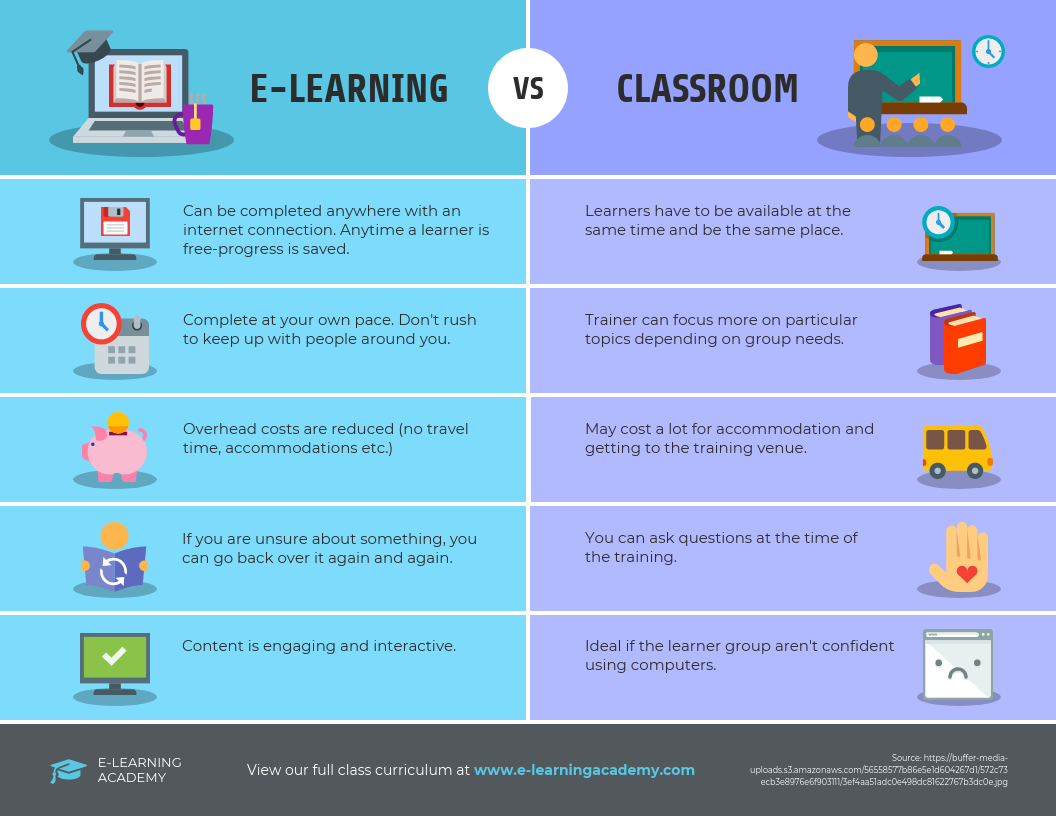 E-LEARNING
VS
CLASSROOM
Can be completed anywhere with an
internet connection. Anytime a learner is
free-progress is saved.
Learners have to be available at the
same time and be the same place.
Complete at your own pace. Don't rush
to keep up with people around you.
Trainer can focus more on particular
topics depending on group needs.
Overhead costs are reduced (no travel
time, accommodations etc.)
May cost a lot for accommodation and
getting to the training venue.
If you are unsure about something, you
can go back over it again and again.
You can ask questions at the time of
the training.
Content is engaging and interactive.
Ideal if the learner group aren't confident
using computers.
E-LEARNING
ACADEMY
View our full class curriculum at www.e-learningacademy.com
Source: https://buffer-media-
uploads.s3.amazonaws.com/56558577b86e5e1d604267d1/572c73
ecb3e8976e6f903111/3ef4aa51adc0e498dc81622767b3dc0e.jpg